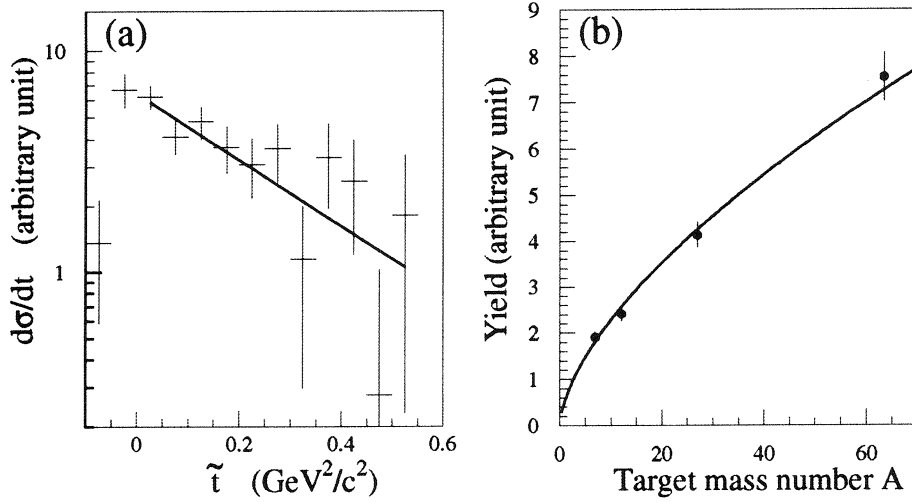 (a)
10
1
dσ/dt (arbitrary unit)
0 0.2 0.4 0.6
t̃ (GeV²/c²)
(b)
9
8
7
6
5
4
3
2
1
0
Yield (arbitrary unit)
0 20 40 60
Target mass number A